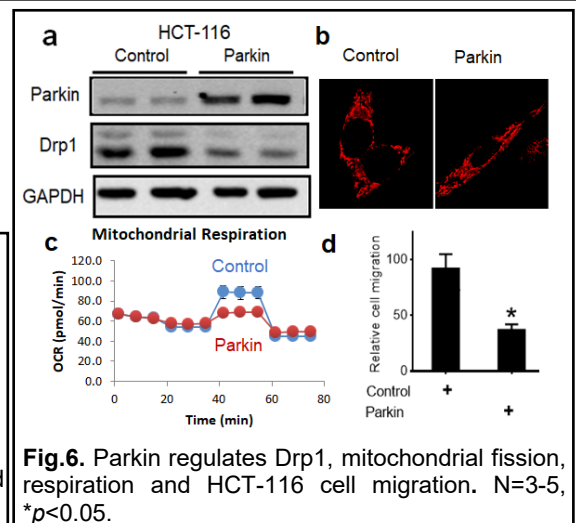 a
HCT-116
Control Parkin
Parkin
Drp1
GAPDH
b
Control Parkin
c
Mitochondrial Respiration
OCR (pmol/min)
120.0
100.0
80.0
60.0
40.0
20.0
0.0
Control
Parkin
0 20 40 60 80
Time (min)
d
Relative cell migration
100
50
0
*
Control +
Parkin +
Fig.6. Parkin regulates Drp1, mitochondrial fission,
respiration and HCT-116 cell migration. N=3-5,
*p<0.05.
d